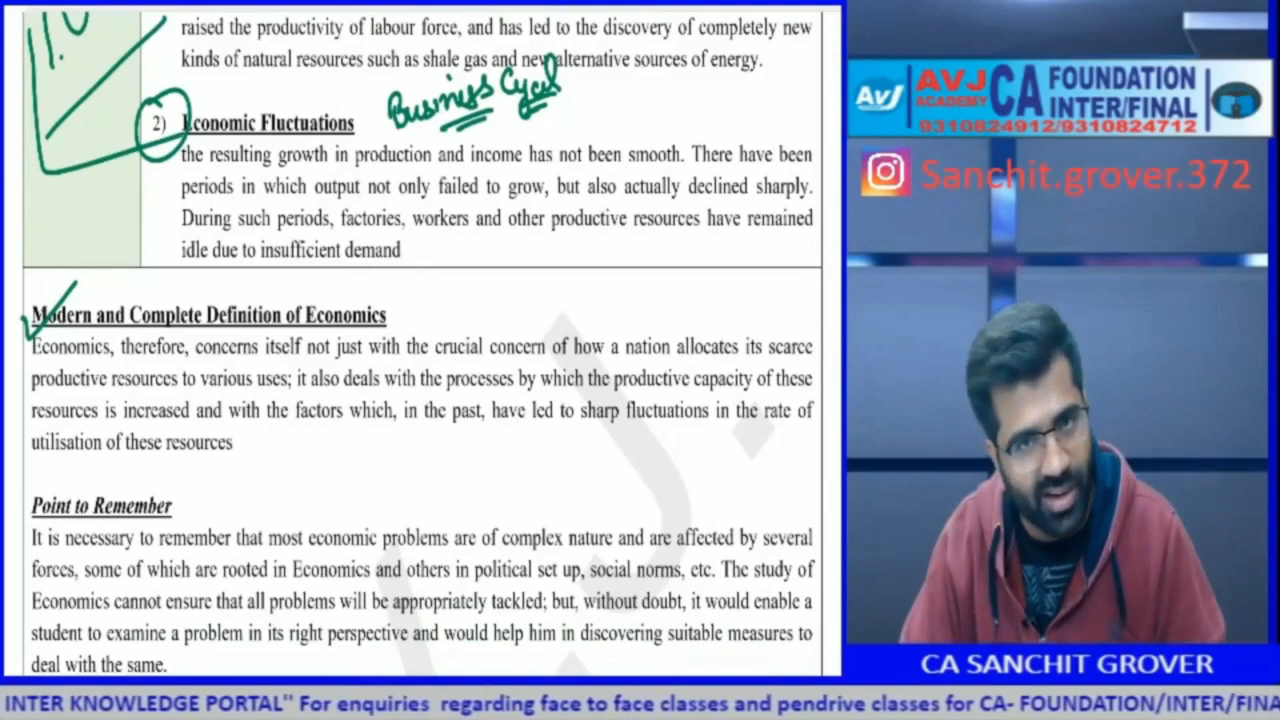 raised the productivity of labour force, and has led to the discovery of completely new
kinds of natural resources such as shale gas and new alternative sources of energy.
Business Cycel
2) Economic Fluctuations
the resulting growth in production and income has not been smooth. There have been
periods in which output not only failed to grow, but also actually declined sharply.
During such periods, factories, workers and other productive resources have remained
idle due to insufficient demand
Modern and Complete Definition of Economics
Economics, therefore, concerns itself not just with the crucial concern of how a nation allocates its scarce
productive resources to various uses; it also deals with the processes by which the productive capacity of these
resources is increased and with the factors which, in the past, have led to sharp fluctuations in the rate of
utilisation of these resources
Point to Remember
It is necessary to remember that most economic problems are of complex nature and are affected by several
forces, some of which are rooted in Economics and others in political set up, social norms, etc. The study of
Economics cannot ensure that all problems will be appropriately tackled; but, without doubt, it would enable a
student to examine a problem in its right perspective and would help him in discovering suitable measures to
deal with the same.
AVJ
AVJ
ACADEMY
CA
FOUNDATION
INTER/FINAL
9310824912/9310824712
Sanchit.grover.372
CA SANCHIT GROVER
INTER KNOWLEDGE PORTAL" For enquiries regarding face to face classes and pendrive classes for CA- FOUNDATION/INTER/FINA